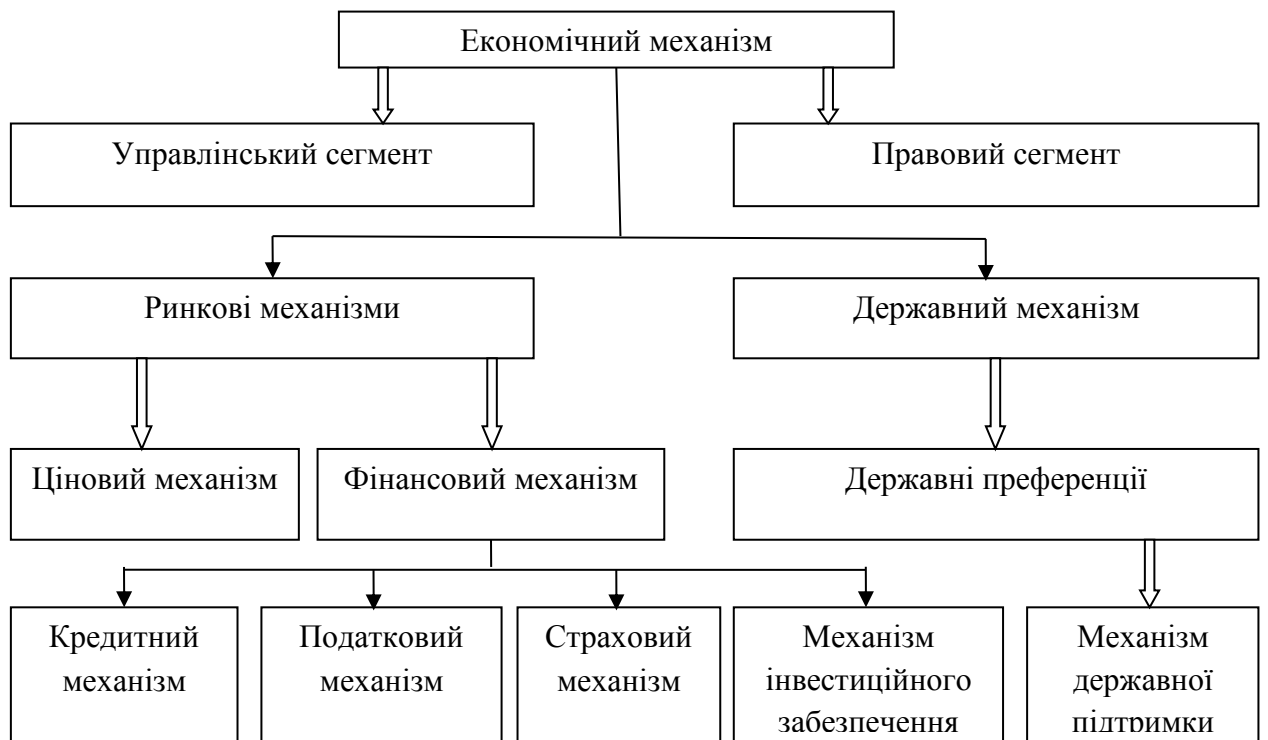 Економічний механізм
Управлінський сегмент
Правовий сегмент
Ринкові механізми
Державний механізм
Ціновий механізм
Фінансовий механізм
Державні преференції
Кредитний
механізм
Податковий
механізм
Страховий
механізм
Механізм
інвестиційного
забезпечення
Механізм
державної
підтримки